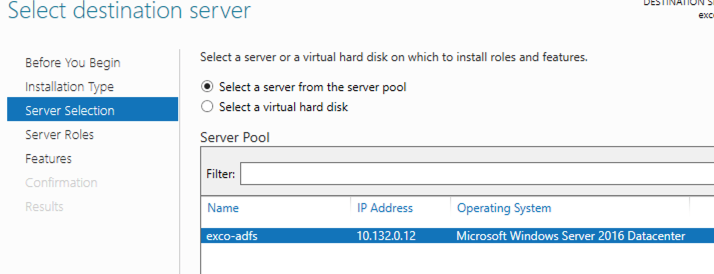 Select destination server
DESTINATION S
exc
Before You Begin
Installation Type
Server Selection
Server Roles
Features
Confirmation
Results
Select a server or a virtual hard disk on which to install roles and features.
Select a server from the server pool
Select a virtual hard disk
Server Pool
Filter:
Name IP Address Operating System
exco-adfs 10.132.0.12 Microsoft Windows Server 2016 Datacenter